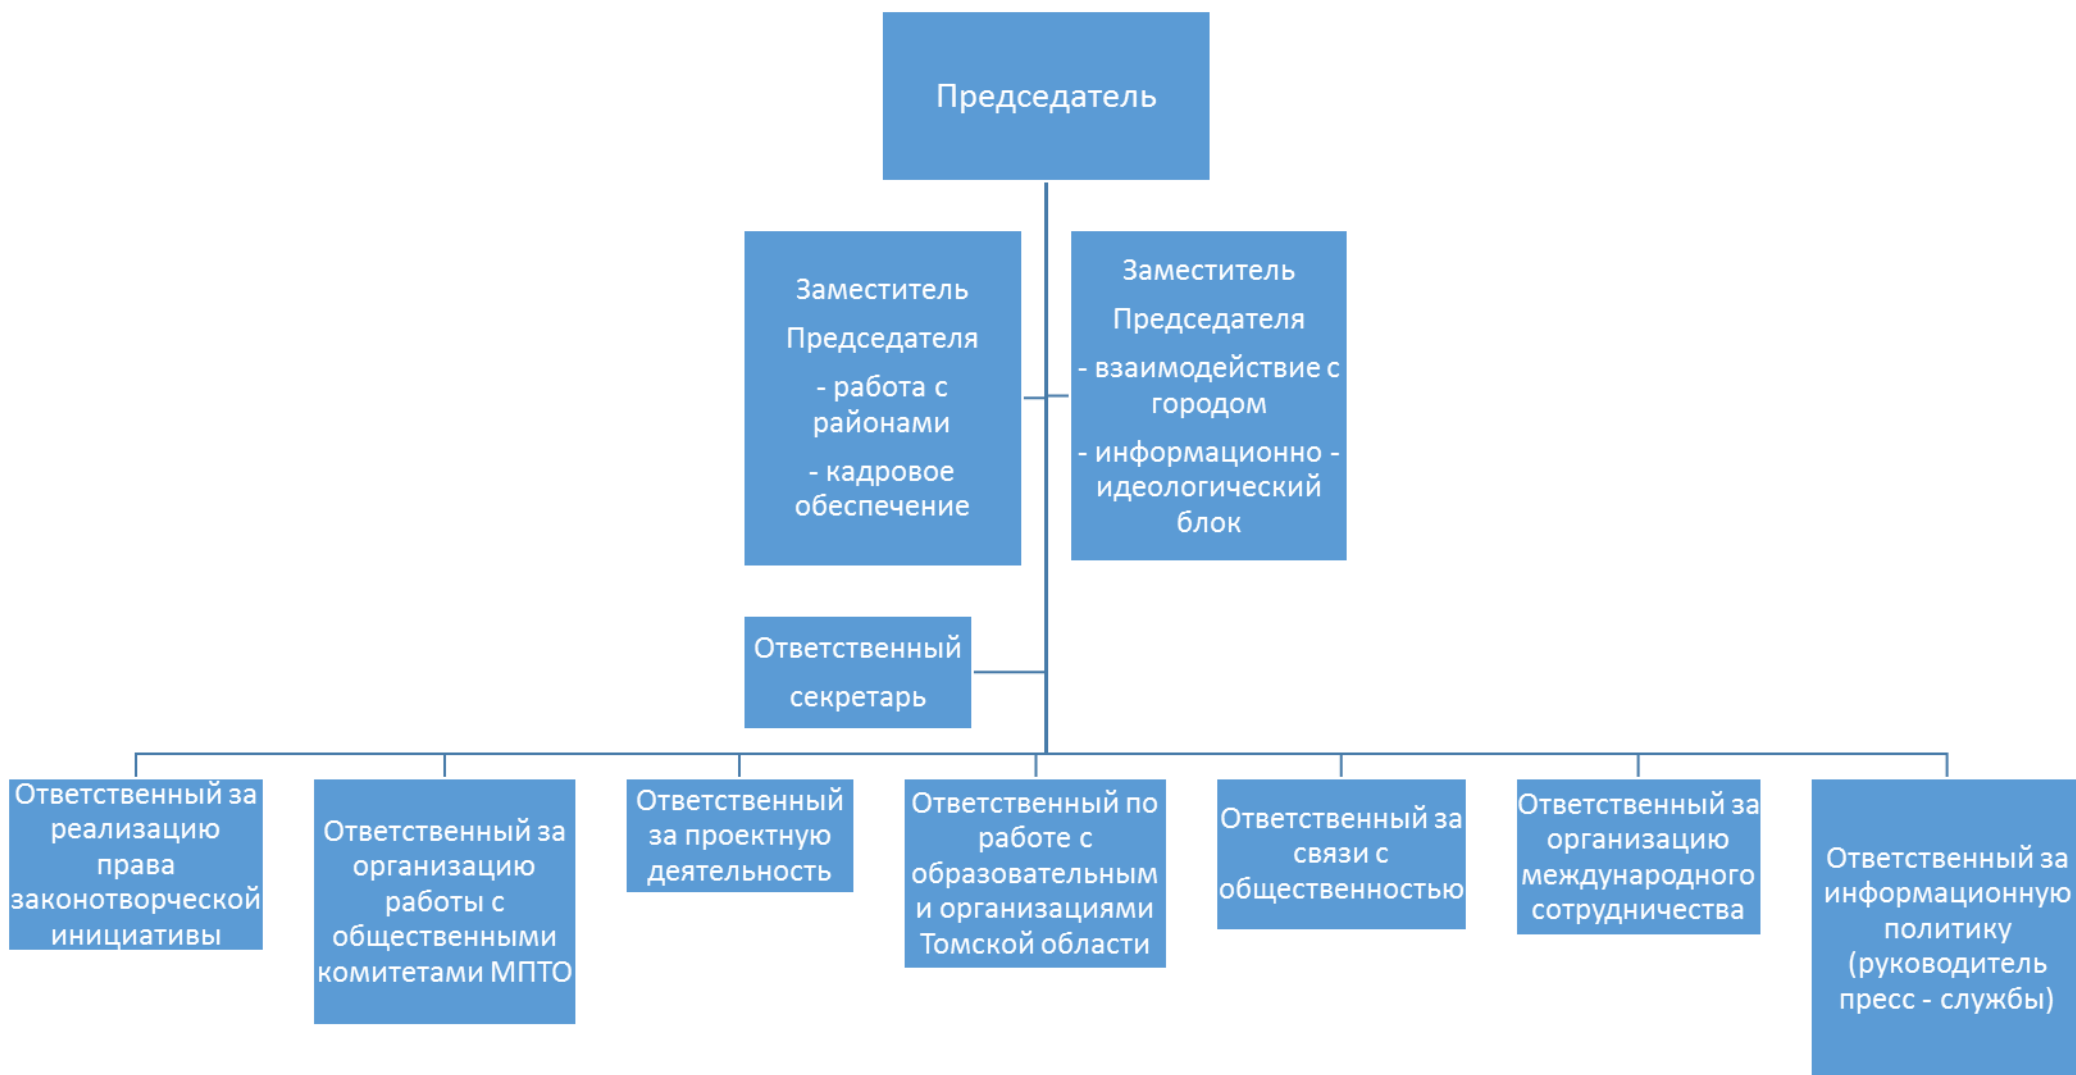 Председатель
Заместитель
Председателя
- работа с
районами
- кадровое
обеспечение
Заместитель
Председателя
- взаимодействие с
городом
- информационно -
идеологический
блок
Ответственный
секретарь
Ответственный за
реализацию
права
законотворческой
инициативы
Ответственный за
организацию
работы с
общественными
комитетами МПТО
Ответственный
за проектную
деятельность
Ответственный по
работе с
образовательным
и организациями
Томской области
Ответственный за
связи с
общественностью
Ответственный за
организацию
международного
сотрудничества
Ответственный за
информационную
политику
(руководитель
пресс - службы)